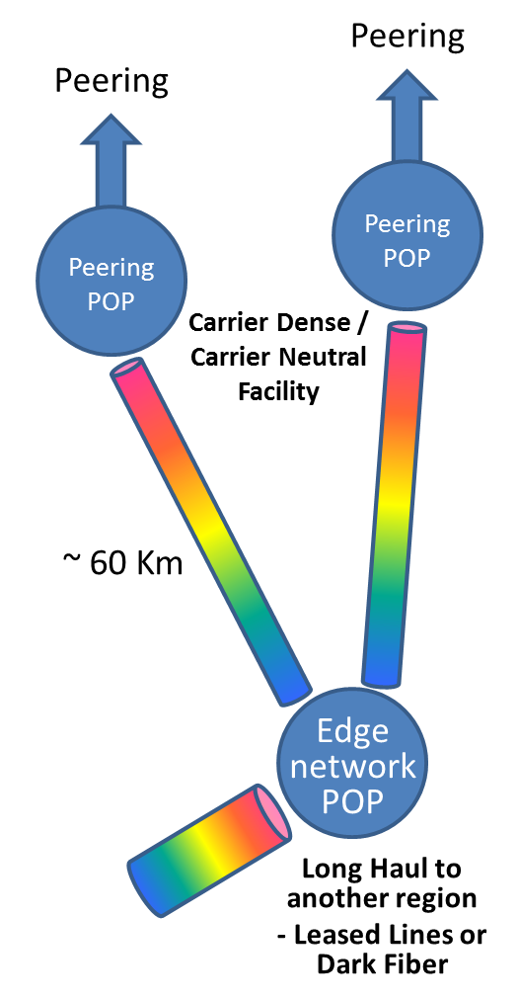 Peering
Peering
Peering
POP
Peering
POP
Carrier Dense /
Carrier Neutral
Facility
~ 60 Km
Edge
network
POP
Long Haul to
another region
- Leased Lines or
Dark Fiber